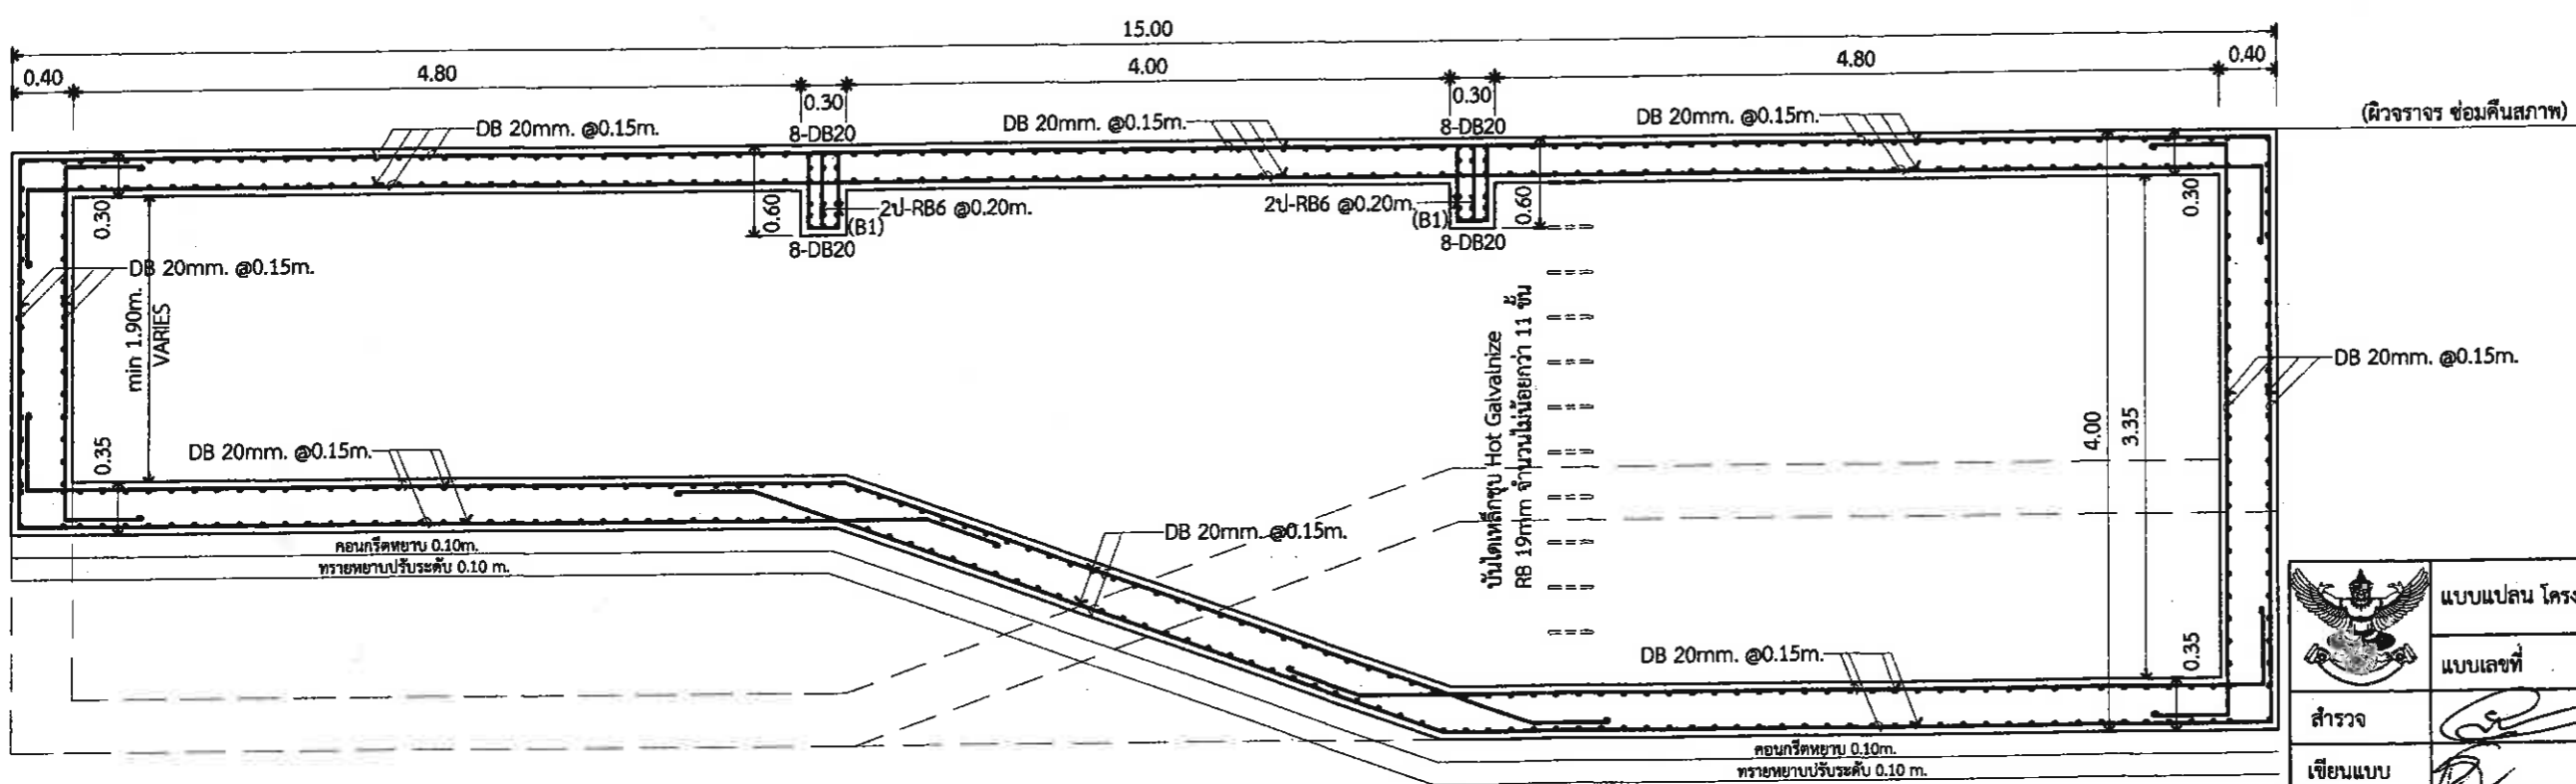 15.00
0.40
4.80
4.00
4.80
0.40
0.30
0.30
(ผิวจราจร ซ่อมคืนสภาพ)
DB 20mm. @0.15m.
8-DB20
DB 20mm. @0.15m.
8-DB20
DB 20mm. @0.15m.
0.30
0.60
2ป-RB6 @0.20m.
(B1)
8-DB20
2ป-RB6 @0.20m.
(B1)
8-DB20
0.60
0.30
DB 20mm. @0.15m.
min 1.90m.
VARIES
บันไดเหล็กชุบ Hot Galvalnize
RB 19mm จำนวนไม่น้อยกว่า 11 ขั้น
DB 20mm. @0.15m.
4.00
3.35
0.35
DB 20mm. @0.15m.
DB 20mm. @0.15m.
คอนกรีตหยาบ 0.10m.
ทรายหยาบปรับระดับ 0.10 m.
DB 20mm. @0.15m.
0.35
คอนกรีตหยาบ 0.10m.
ทรายหยาบปรับระดับ 0.10 m.
แบบแปลน โครง
แบบเลขที่
สำรวจ
เขียนแบบ